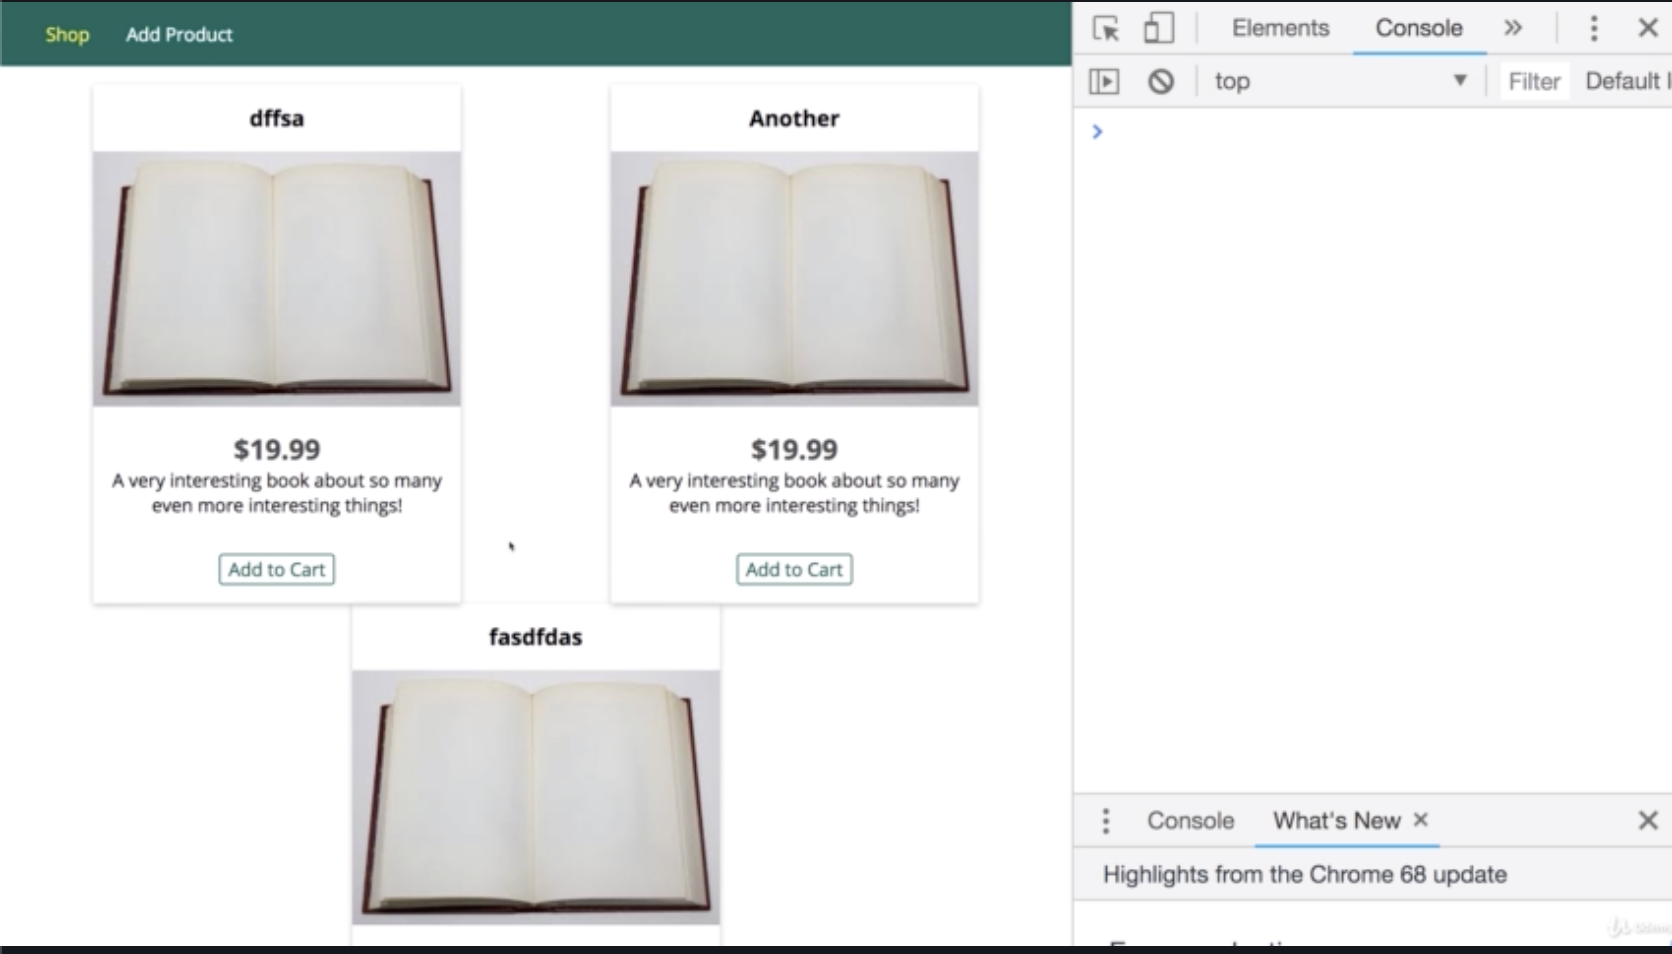 Shop Add Product
Elements Console
top Filter Default
dffsa
Another
$19.99
A very interesting book about so many
even more interesting things!
Add to Cart
$19.99
A very interesting book about so many
even more interesting things!
Add to Cart
fasdfdas
Console What's New
Highlights from the Chrome 68 update